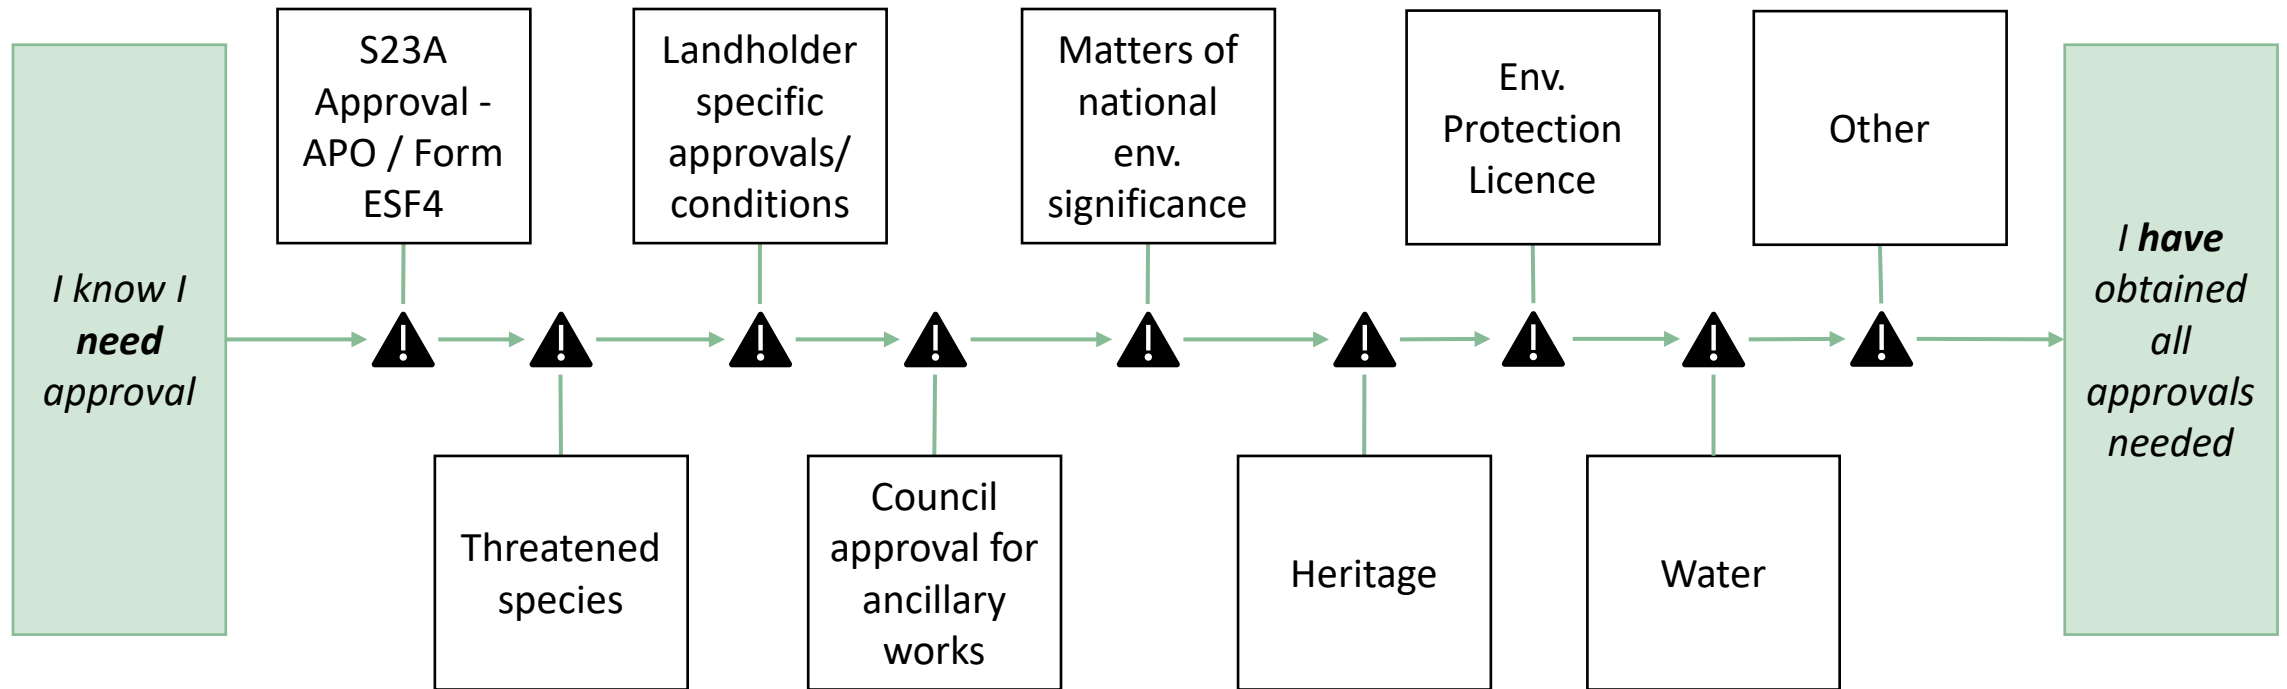 I know I
need
approval
S23A
Approval -
APO / Form
ESF4
Threatened
species
Landholder
specific
approvals/
conditions
Council
approval for
ancillary
works
Matters of
national
env.
significance
Heritage
Env.
Protection
Licence
Water
Other
I have
obtained
all
approvals
needed